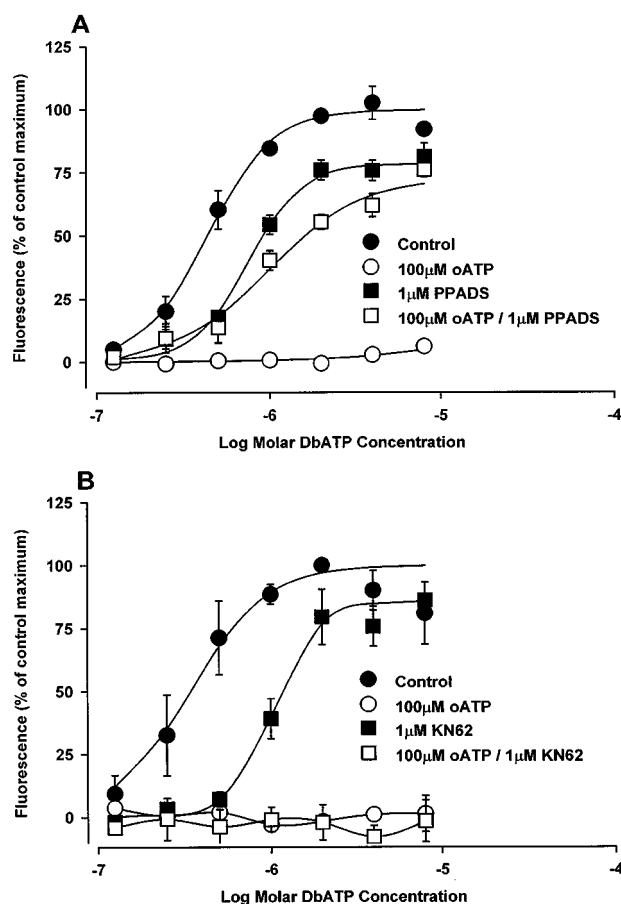 A
125
100
75
50
25
0
Fluorescence (% of control maximum)
Control
100µM oATP
1µM PPADS
100µM oATP / 1µM PPADS
-7
-6
-5
-4
Log Molar DbATP Concentration
B
125
100
75
50
25
0
Fluorescence (% of control maximum)
Control
100µM oATP
1µM KN62
100µM oATP / 1µM KN62
-7
-6
-5
-4
Log Molar DbATP Concentration